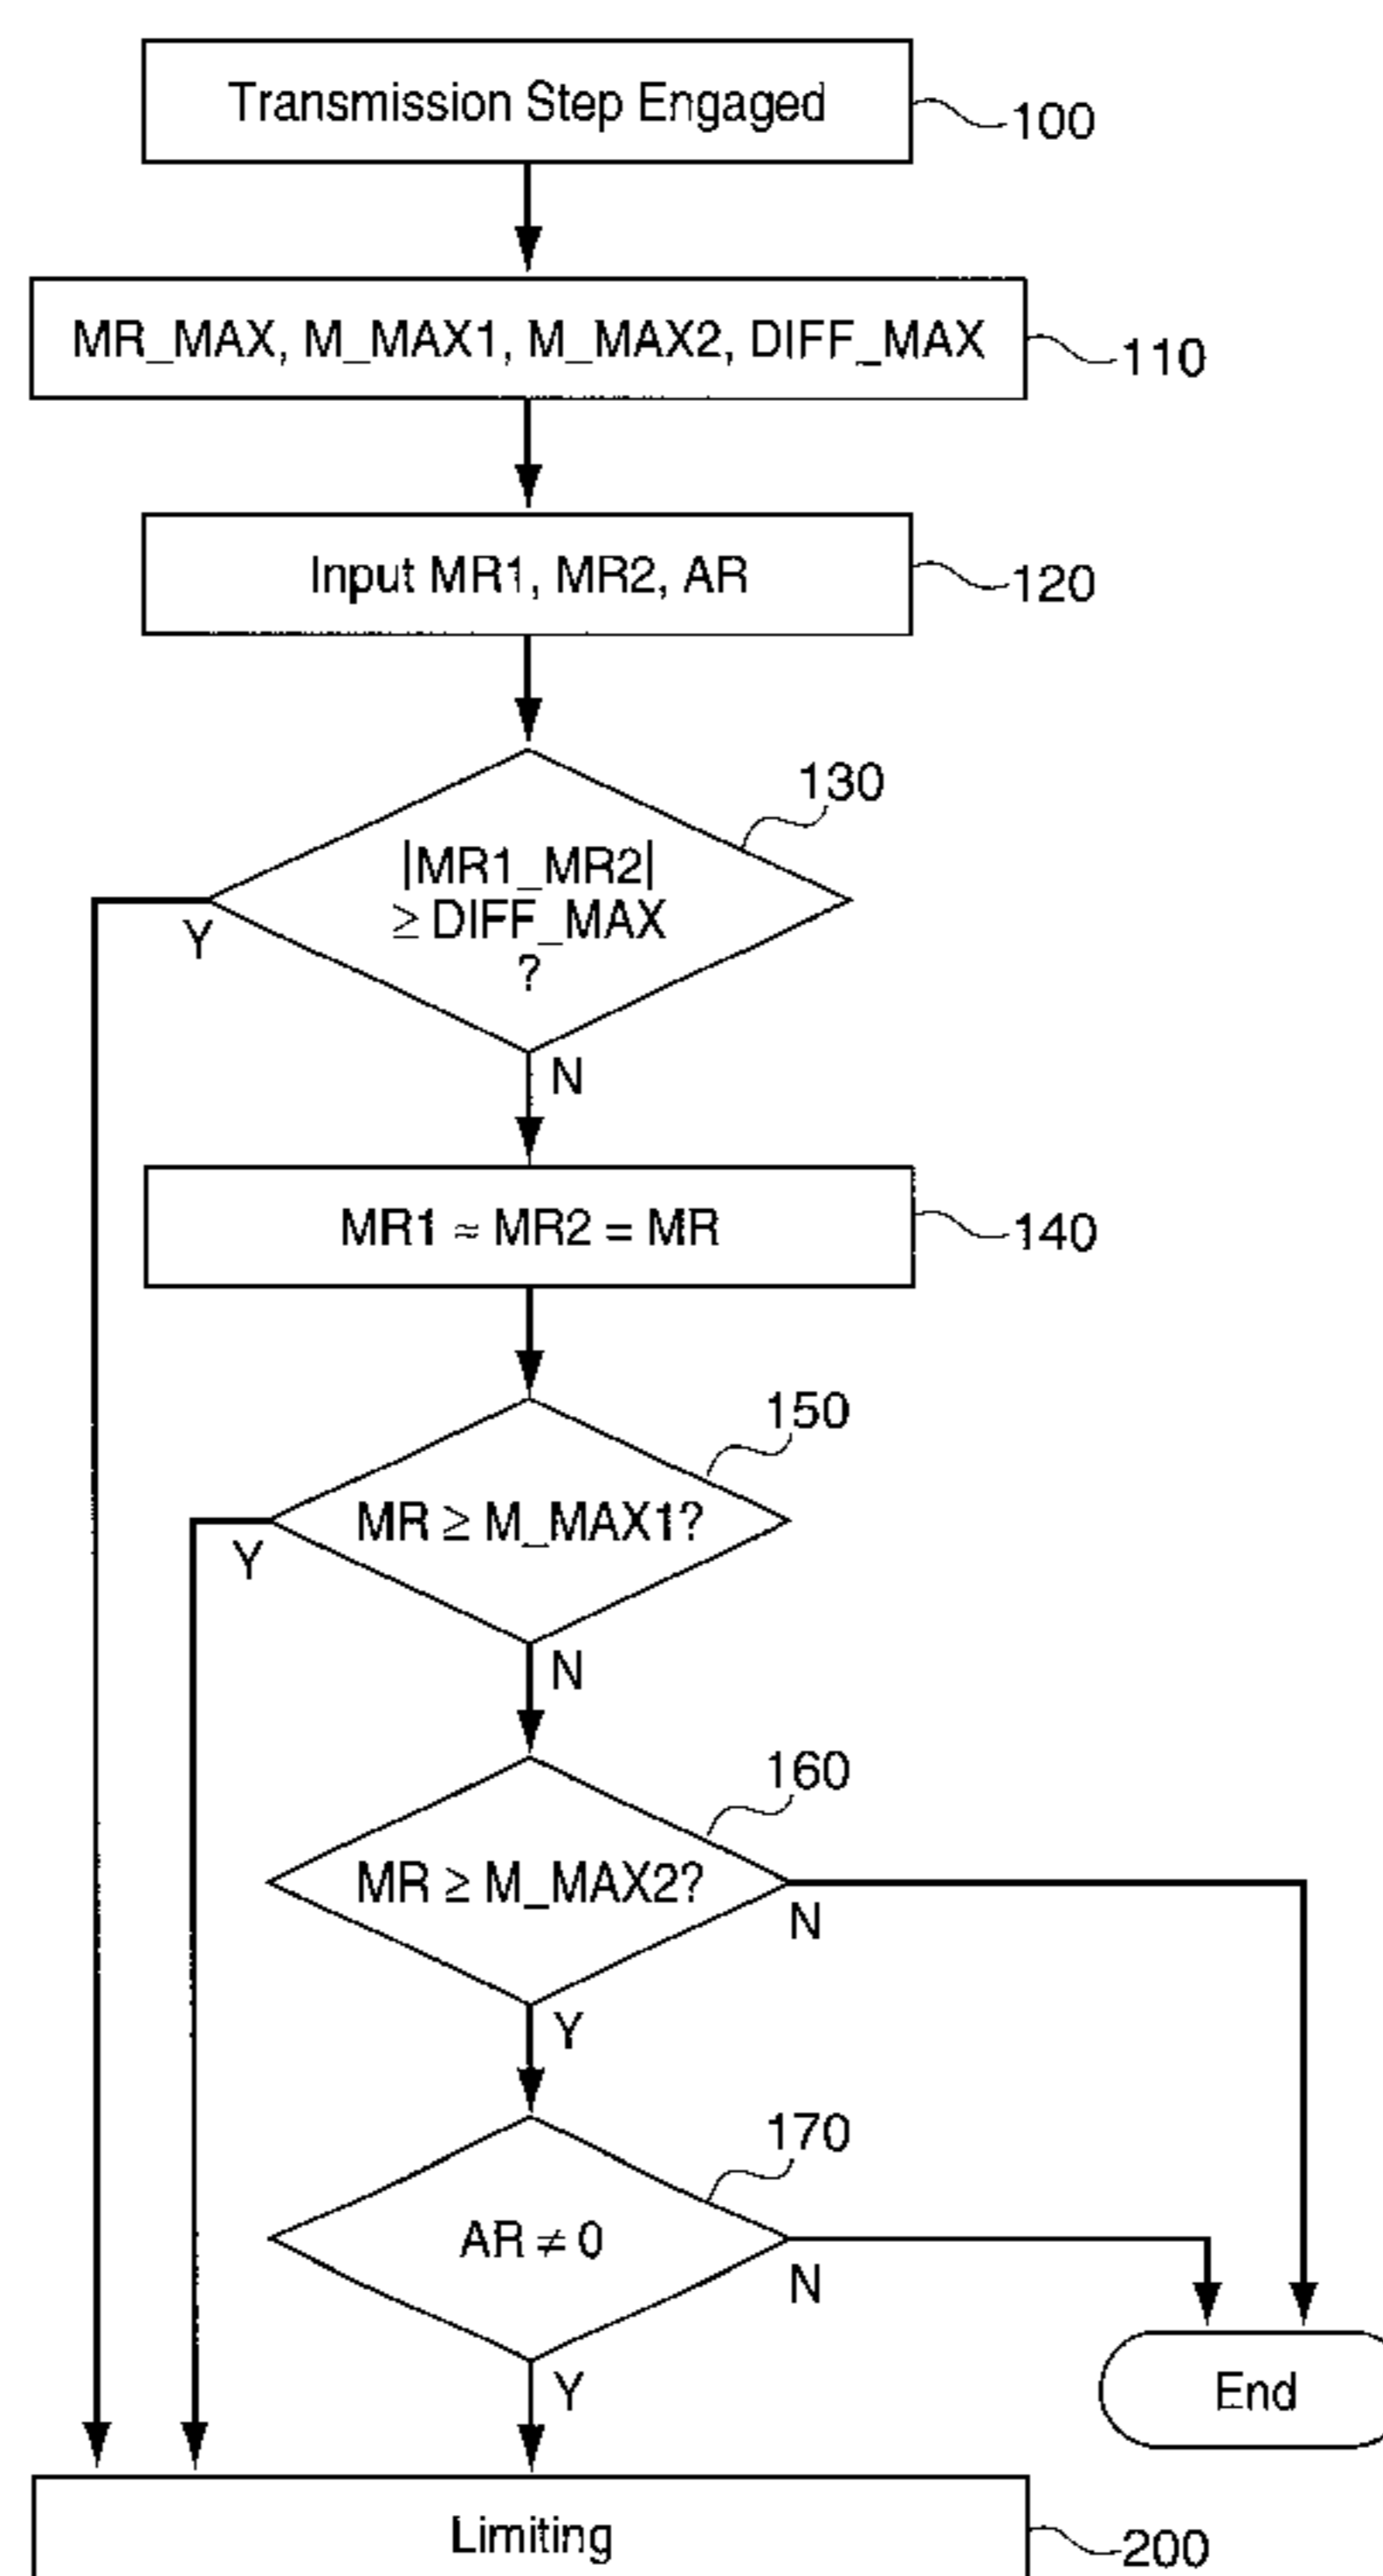 Transmission Step Engaged
100
MR_MAX, M_MAX1, M_MAX2, DIFF_MAX
110
Input MR1, MR2, AR
120
130
|MR1_MR2|
≥ DIFF_MAX
?
Y
N
MR1 ≈ MR2 = MR
140
150
MR ≥ M_MAX1?
Y
N
160
MR ≥ M_MAX2?
N
Y
170
AR ≠ 0
N
Y
End
Limiting
200